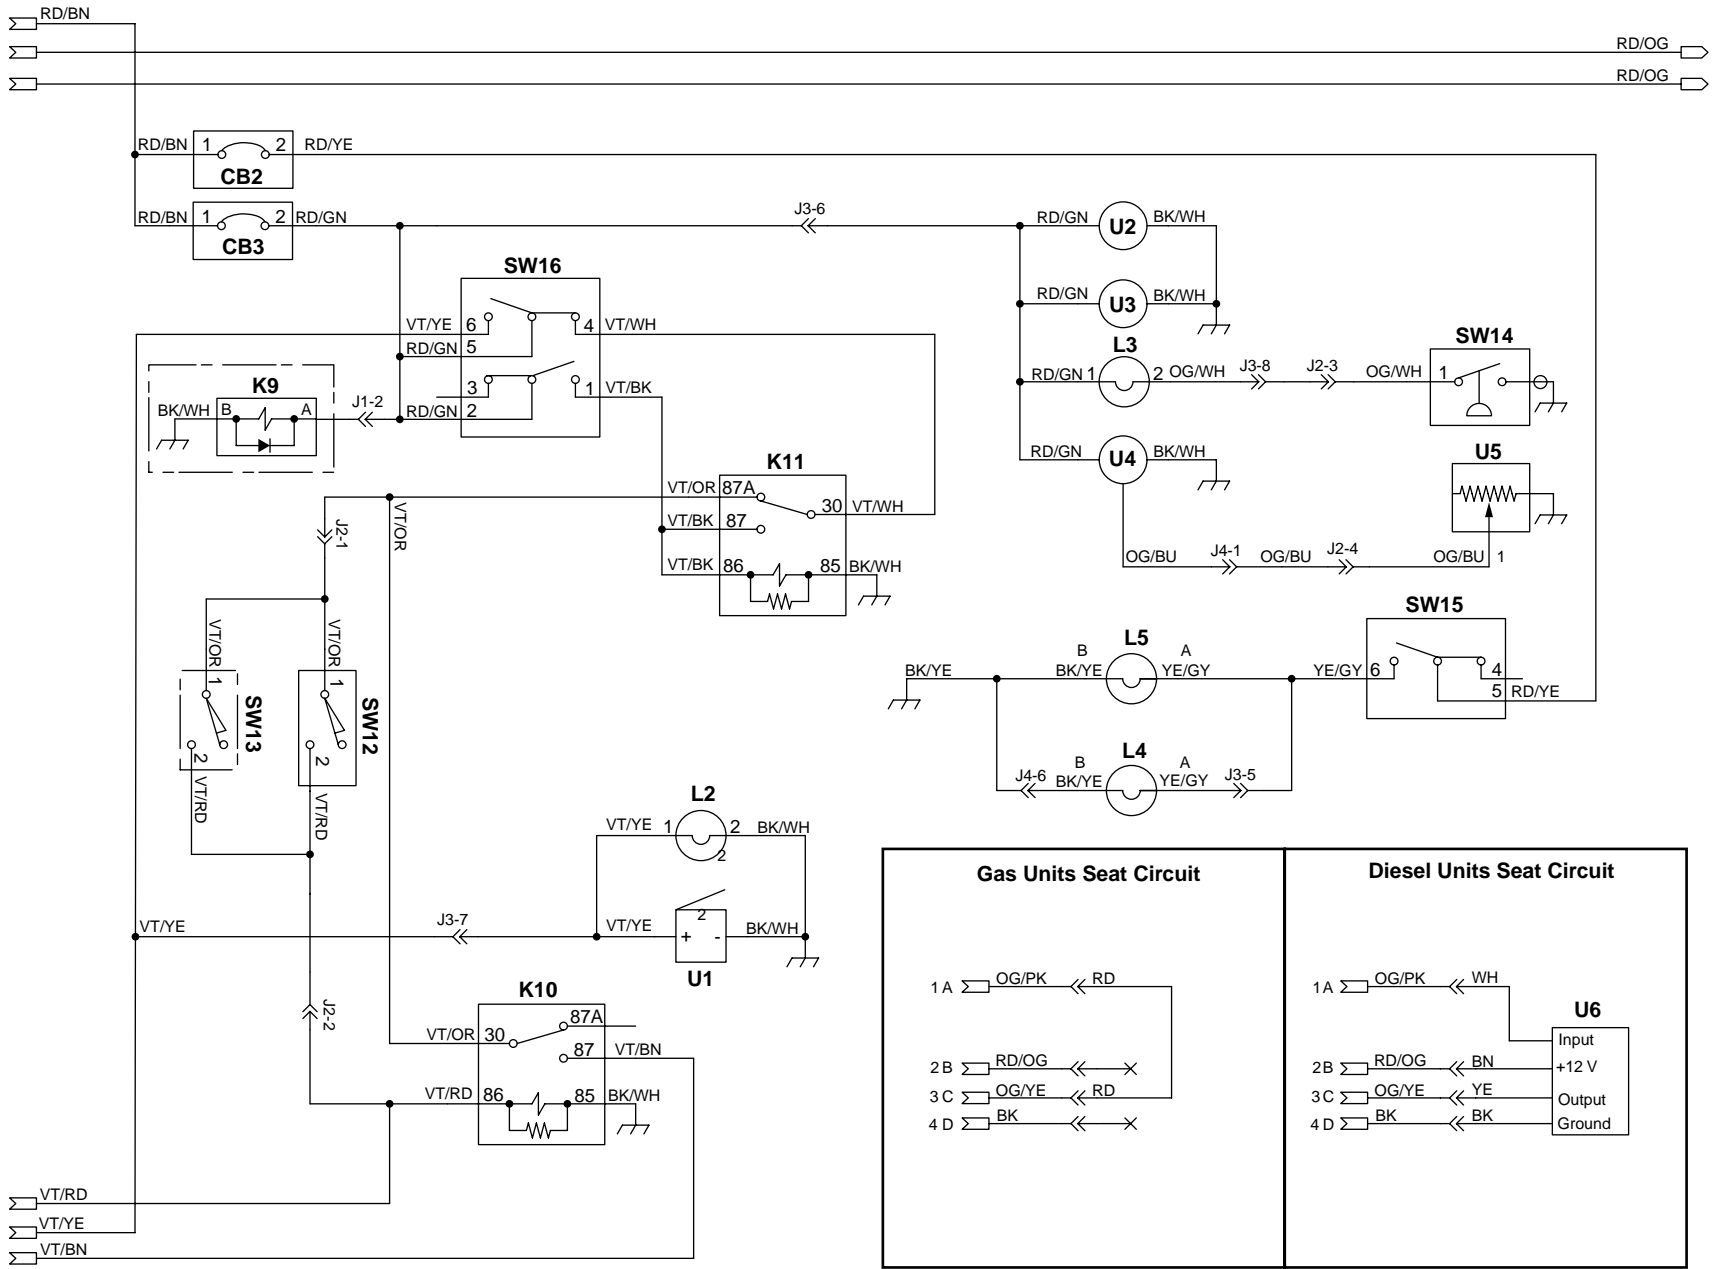 RD/BN
RD/OG
RD/OG
RD/BN 1 2 RD/YE
CB2
RD/BN 1 2 RD/GN
CB3
J3-6
RD/GN U2 BK/WH
SW16
RD/GN U3 BK/WH
VT/YE 6 4 VT/WH
RD/GN 5
3 1 VT/BK
RD/GN 2
K9
BK/WH B A J1-2
L3
RD/GN 1 2 OG/WH J3-8 J2-3 OG/WH 1
SW14
RD/GN U4 BK/WH
U5
K11
VT/OR 87A 30 VT/WH
VT/BK 87
VT/BK 86 85 BK/WH
OG/BU J4-1 OG/BU J2-4 OG/BU 1
J2-1
VT/OR
SW15
VT/OR
VT/OR
1
1
SW13
SW12
2
2
VT/RD
VT/RD
L5
B A
BK/YE BK/YE YE/GY YE/GY 6 4
5 RD/YE
L4
B A
J4-6 BK/YE YE/GY J3-5
L2
VT/YE 1 2 BK/WH
2
VT/YE J3-7 VT/YE 2 + - BK/WH
U1
J2-2
K10
87A
VT/OR 30
87 VT/BN
VT/RD 86 85 BK/WH
VT/RD
VT/YE
VT/BN
Gas Units Seat Circuit
1 A OG/PK RD
2 B RD/OG
3 C OG/YE RD
4 D BK
Diesel Units Seat Circuit
1 A OG/PK WH
U6
Input
2 B RD/OG BN +12 V
3 C OG/YE YE Output
4 D BK BK Ground